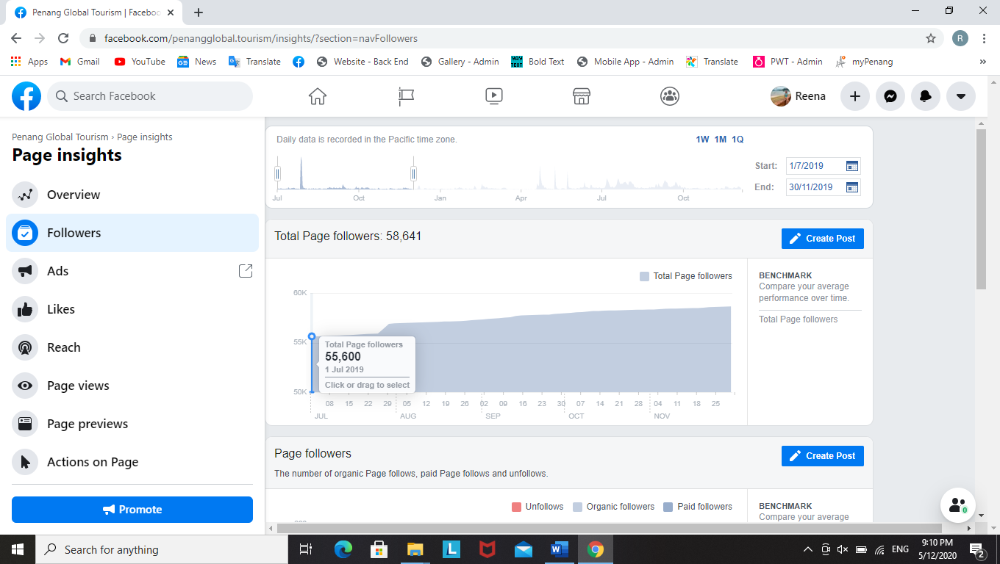 Penang Global Tourism | Faceboo
facebook.com/penangglobal.tourism/insights/?section=navFollowers
R
Apps Gmail YouTube News Translate Website - Back End Gallery - Admin YAY TEXT Bold Text Mobile App - Admin Translate PWT - Admin myPenang »
Search Facebook
Reena
Penang Global Tourism › Page insights
Page insights
Overview
Followers
Ads
Likes
Reach
Page views
Page previews
Actions on Page
Promote
Daily data is recorded in the Pacific time zone.
1W 1M 1Q
Start: 1/7/2019
End: 30/11/2019
Jul Oct Jan Apr Jul Oct
Total Page followers: 58,641
Create Post
Total Page followers
60K
55K
50K
Total Page followers
55,600
1 Jul 2019
Click or drag to select
08 15 22 29 05 12 19 26 02 09 16 23 30 07 14 21 28 04 11 18 25
JUL AUG SEP OCT NOV
BENCHMARK
Compare your average
performance over time.
Total Page followers
Page followers
Create Post
The number of organic Page follows, paid Page follows and unfollows.
Unfollows Organic followers Paid followers
BENCHMARK
Compare your average
0
Search for anything
L
W
ENG
9:10 PM
5/12/2020
2